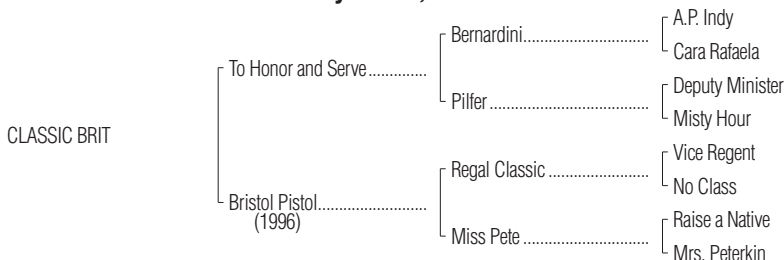 A.P. Indy
Bernardini
Cara Rafaela
To Honor and Serve
Deputy Minister
Pilfer
Misty Hour
CLASSIC BRIT
Vice Regent
Regal Classic
No Class
Bristol Pistol
(1996)
Raise a Native
Miss Pete
Mrs. Peterkin